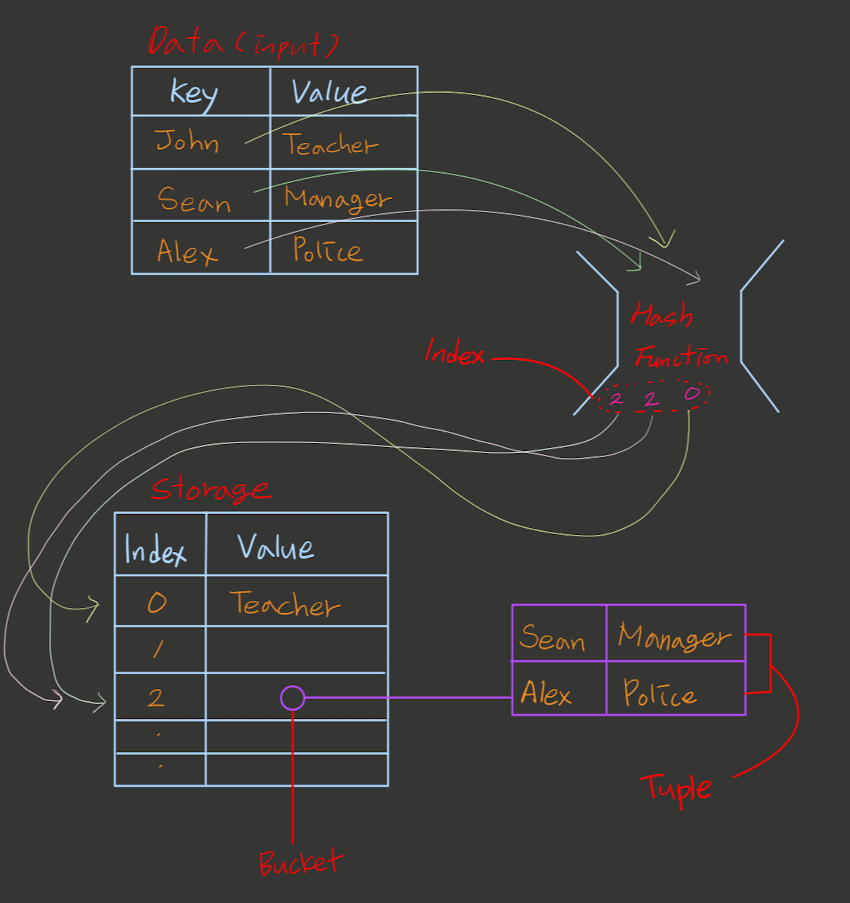 Data (input)
Key Value
John Teacher
Sean Manager
Alex Police
Hash
Function
Index
2 2 0
Storage
Index Value
0 Teacher
1
2
Sean Manager
Alex Police
Tuple
Bucket